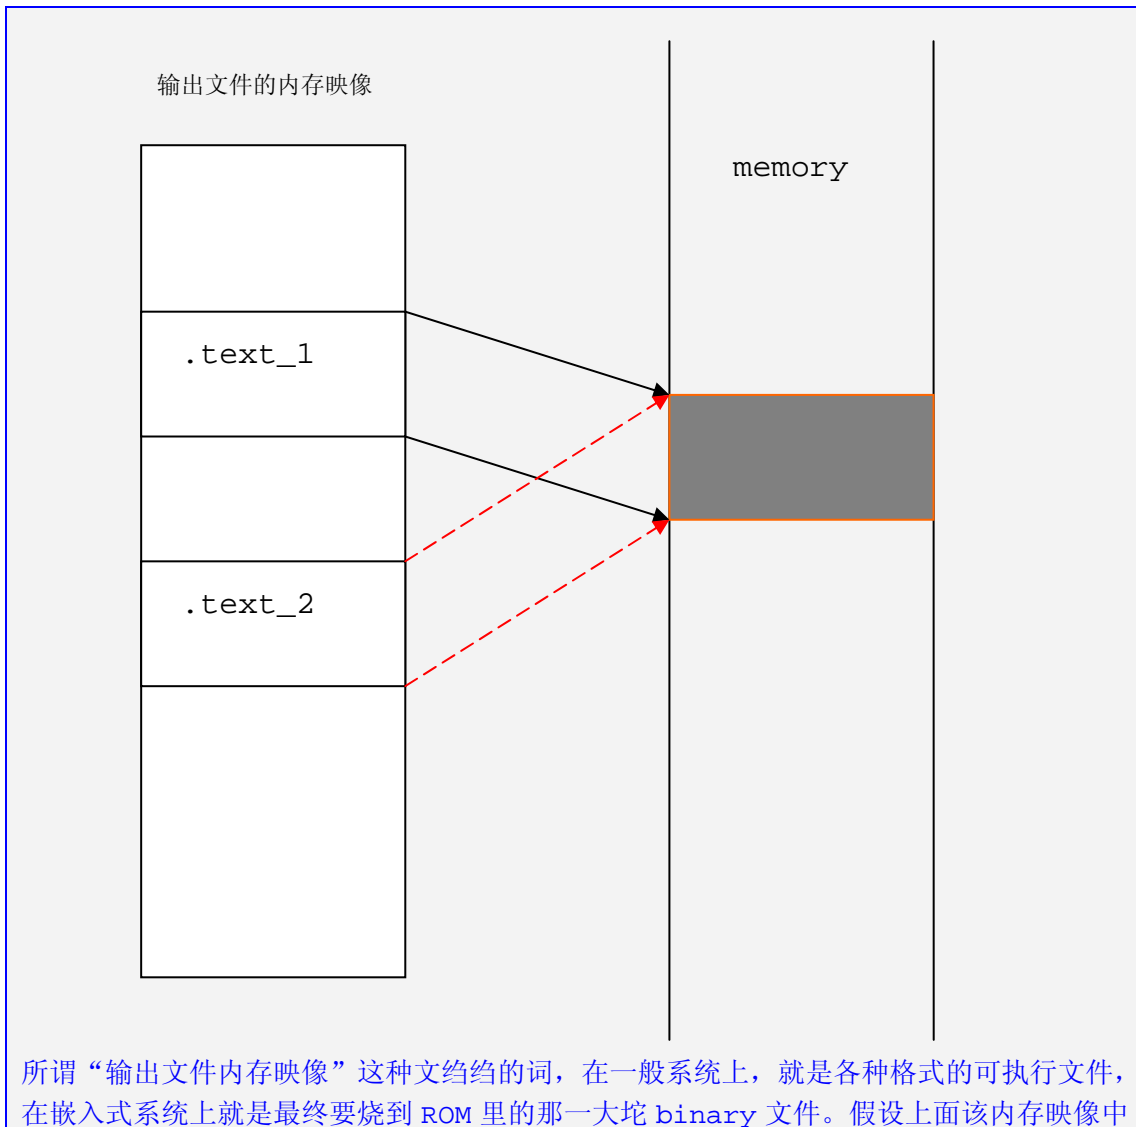 输出文件的内存映像
memory
.text_1
.text_2
所谓“输出文件内存映像”这种文绉绉的词，在一般系统上，就是各种格式的可执行文件，
在嵌入式系统上就是最终要烧到 ROM 里的那一大坨 binary 文件。假设上面该内存映像中